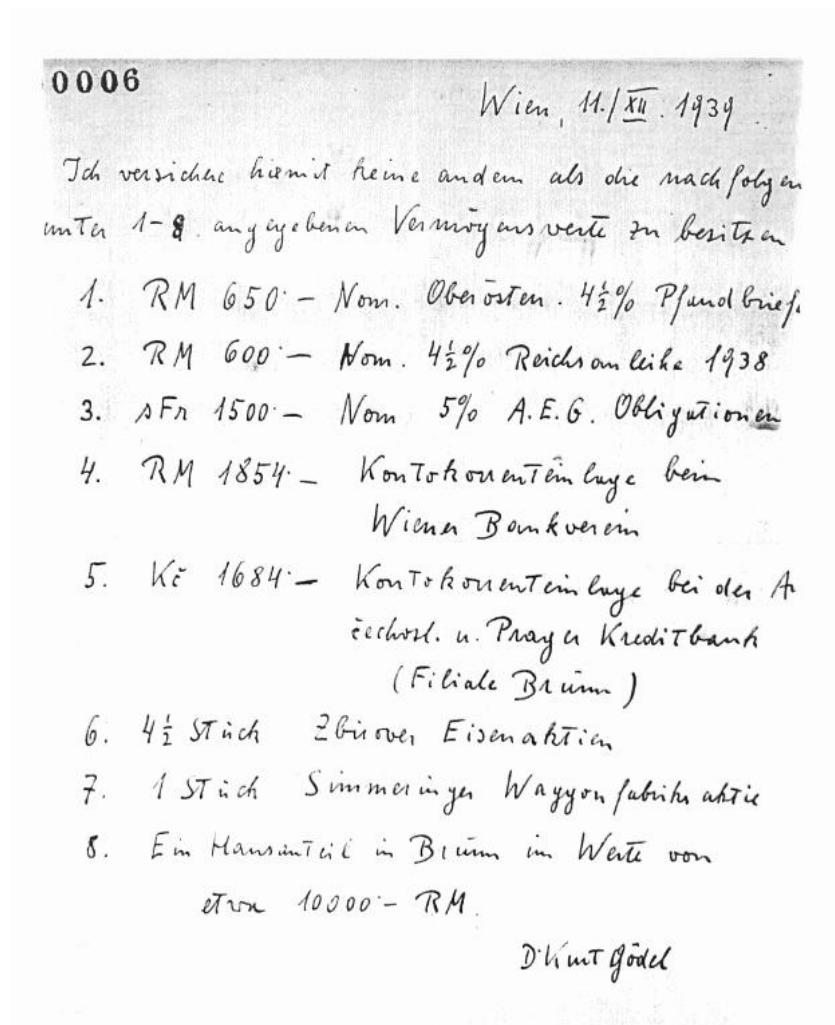 0006
Wien, 11./XII. 1939.
Ich versichere hiemit keine andern als die nachfolgen
unter 1-8. angegebenen Vermögenswerte zu besitzen
1. RM 650·— Nom. Oberösterr. 4½% Pfandbriefe
2. RM 600·— Nom. 4½% Reichsanleihe 1938
3. sFr 1500·— Nom 5% A.E.G. Obligationen
4. RM 1854·— Kontokorrenteinlage beim
Wiener Bankverein
5. Kč 1684·— Kontokorrenteinlage bei der A
čechosl. u. Prager Kreditbank
(Filiale Brünn)
6. 4½ Stück Zbirover Eisenaktien
7. 1 Stück Simmeringer Waggonfabriksaktie
8. Ein Hausanteil in Brünn im Werte von
etwa 10000·— RM.
Dr Kurt Gödel